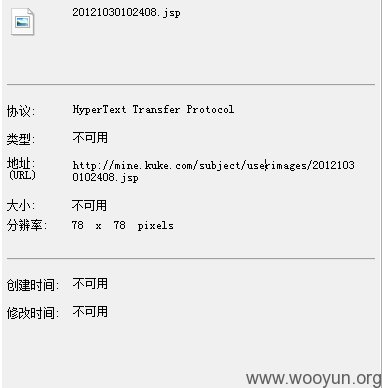 20121030102408.jsp
协议: HyperText Transfer Protocol
类型: 不可用
地址: (URL) http://mine.kuke.com/subject/userimages/2012103
0102408.jsp
大小: 不可用
分辨率: 78 x 78 pixels
创建时间: 不可用
修改时间: 不可用
www.wooyun.org